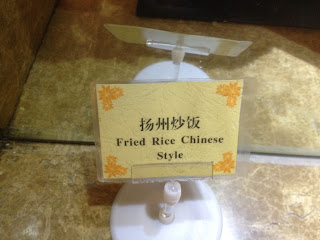 扬州炒饭
Fried Rice Chinese
Style